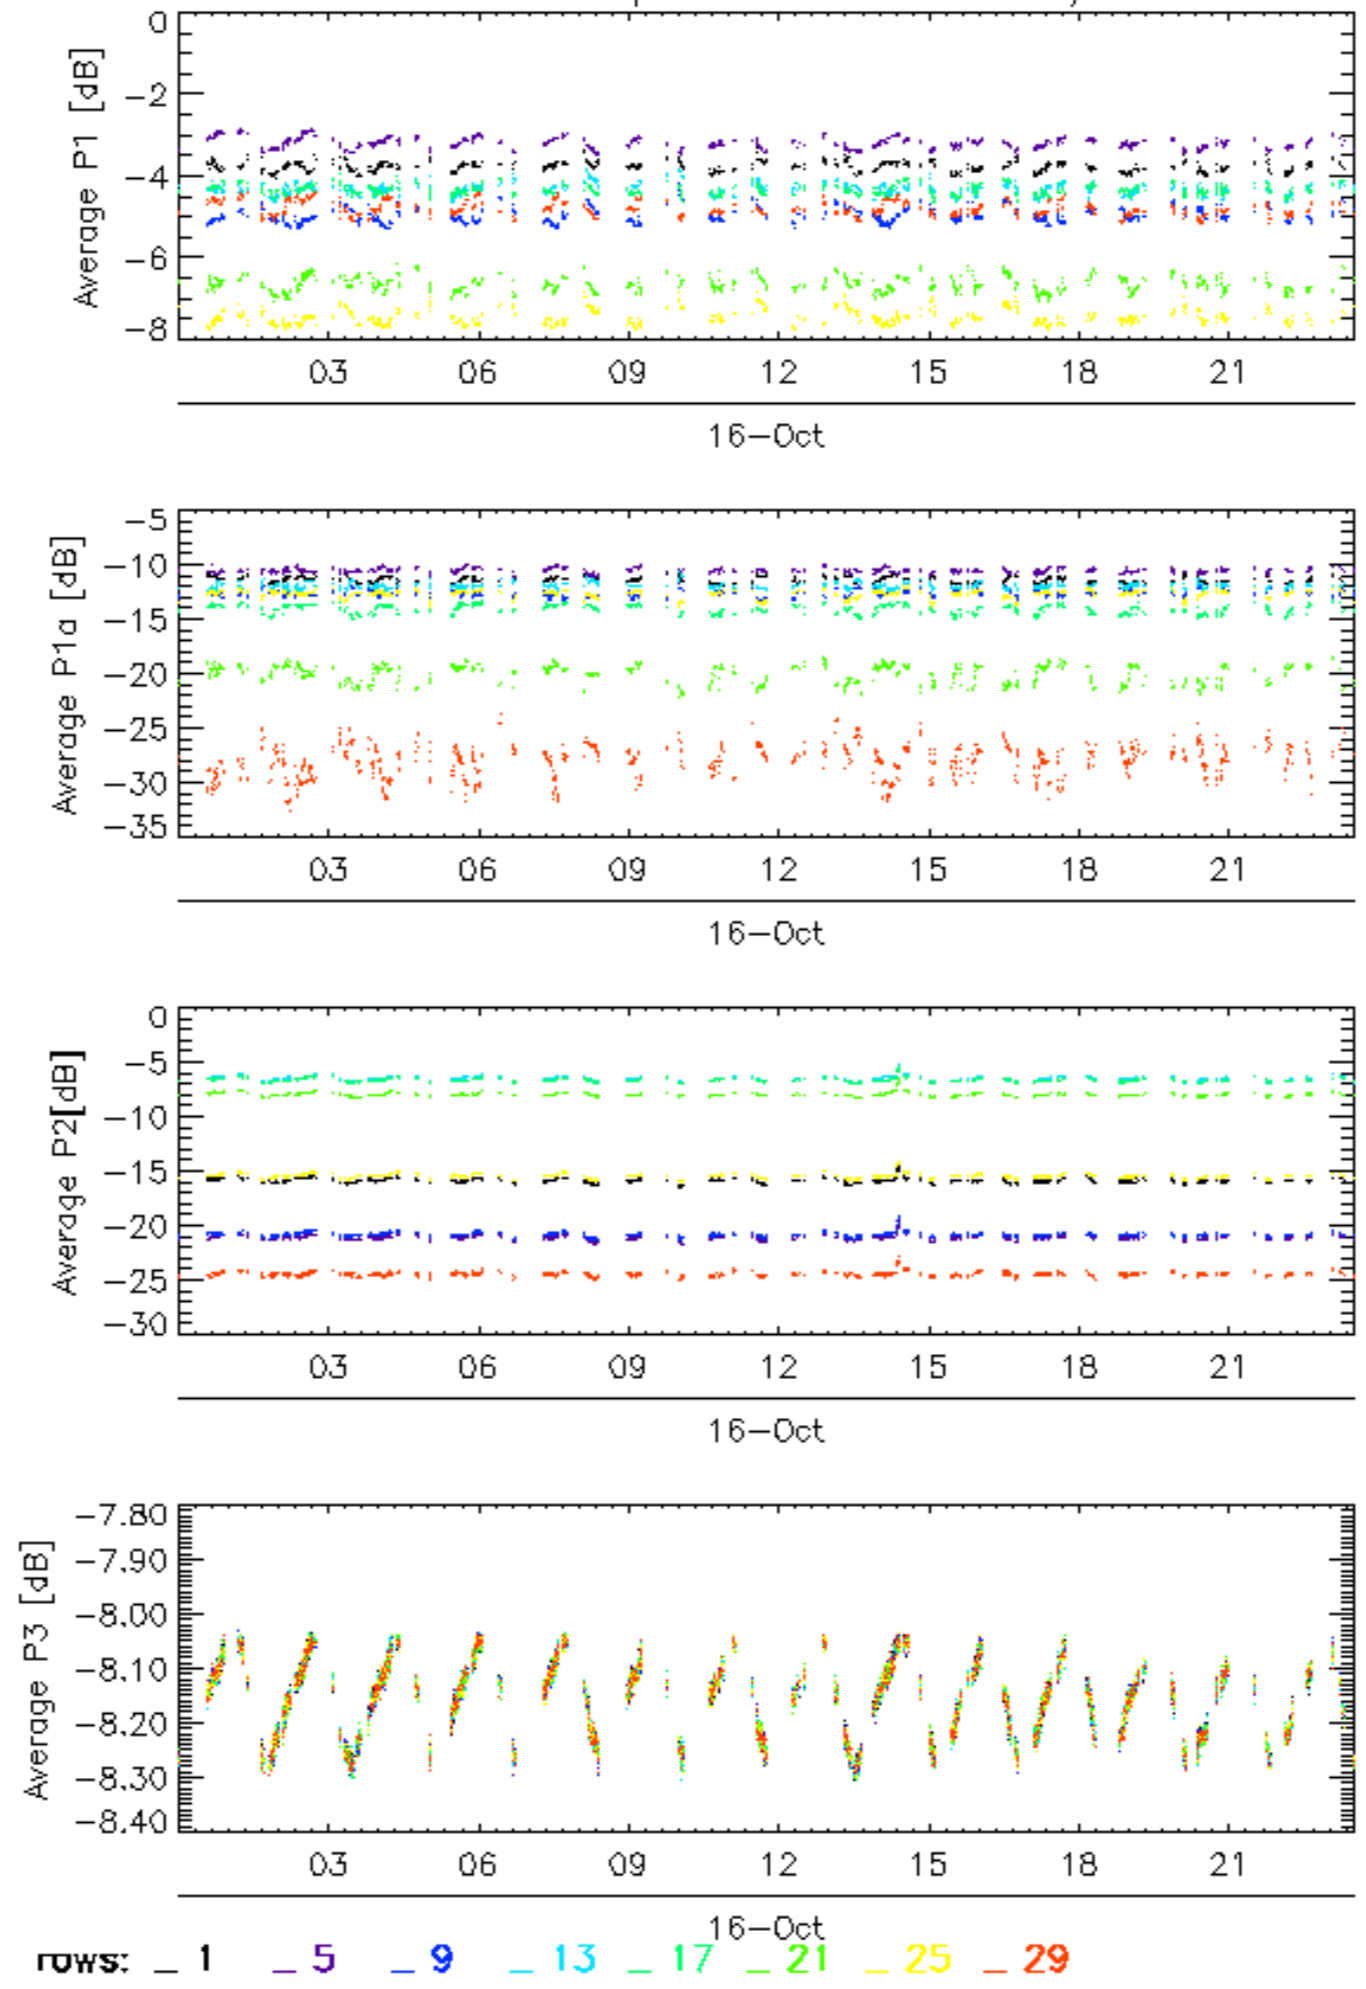 0
-2
-4
-6
-8
Average P1 [dB]
03 06 09 12 15 18 21
16-Oct
-5
-10
-15
-20
-25
-30
-35
Average P1a [dB]
03 06 09 12 15 18 21
16-Oct
0
-5
-10
-15
-20
-25
-30
Average P2[dB]
03 06 09 12 15 18 21
16-Oct
-7.80
-7.90
-8.00
-8.10
-8.20
-8.30
-8.40
Average P3 [dB]
03 06 09 12 15 18 21
16-Oct
rows: _ 1 _ 5 _ 9 _ 13 _ 17 _ 21 _ 25 _ 29